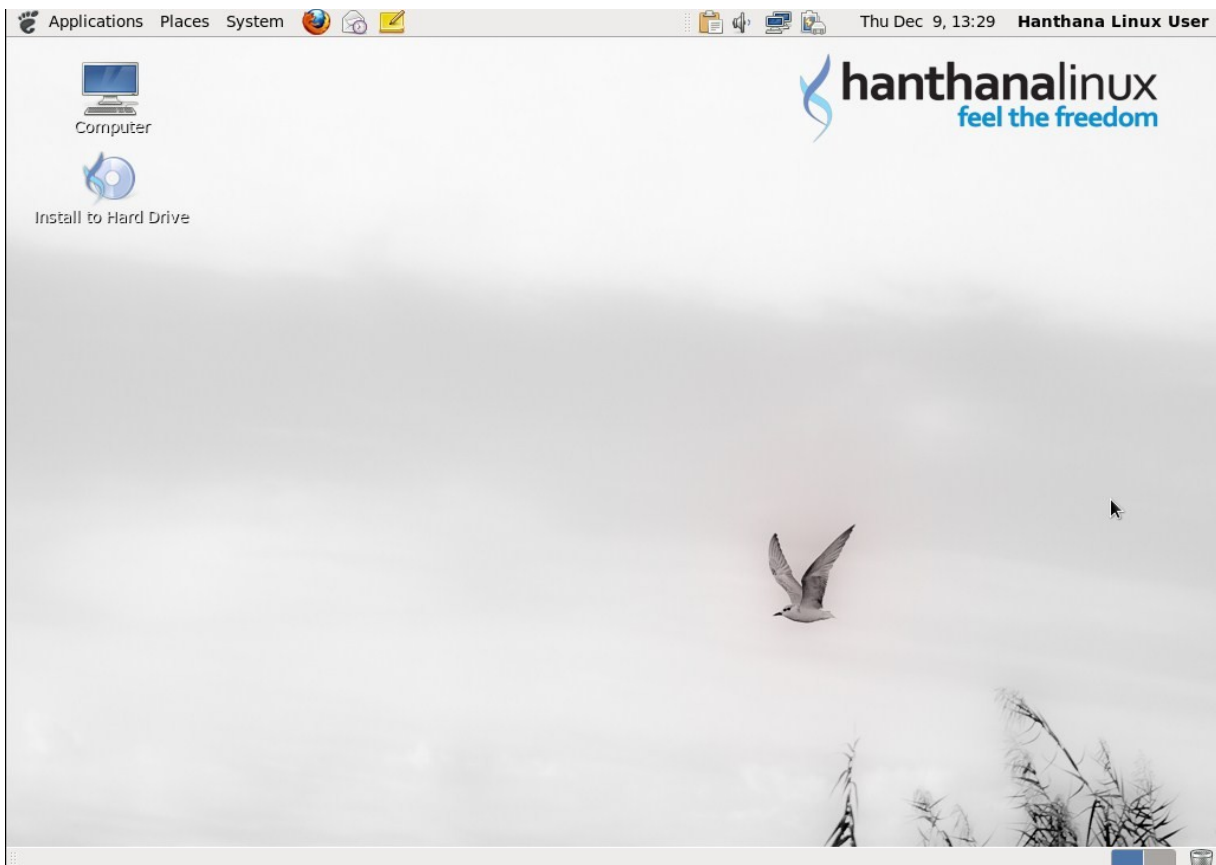 Applications Places System Thu Dec 9, 13:29 Hanthana Linux User
hanthanalinux
feel the freedom
Computer
Install to Hard Drive